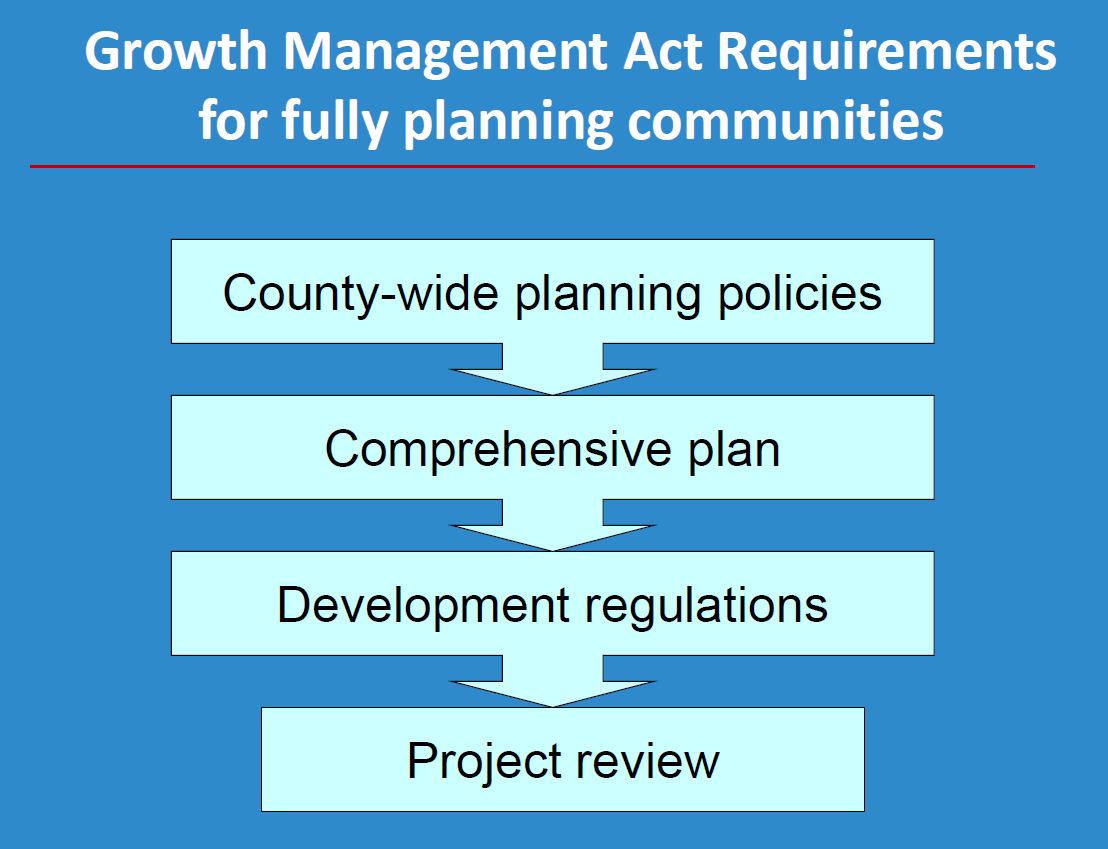 Growth Management Act Requirements
for fully planning communities
County-wide planning policies
Comprehensive plan
Development regulations
Project review